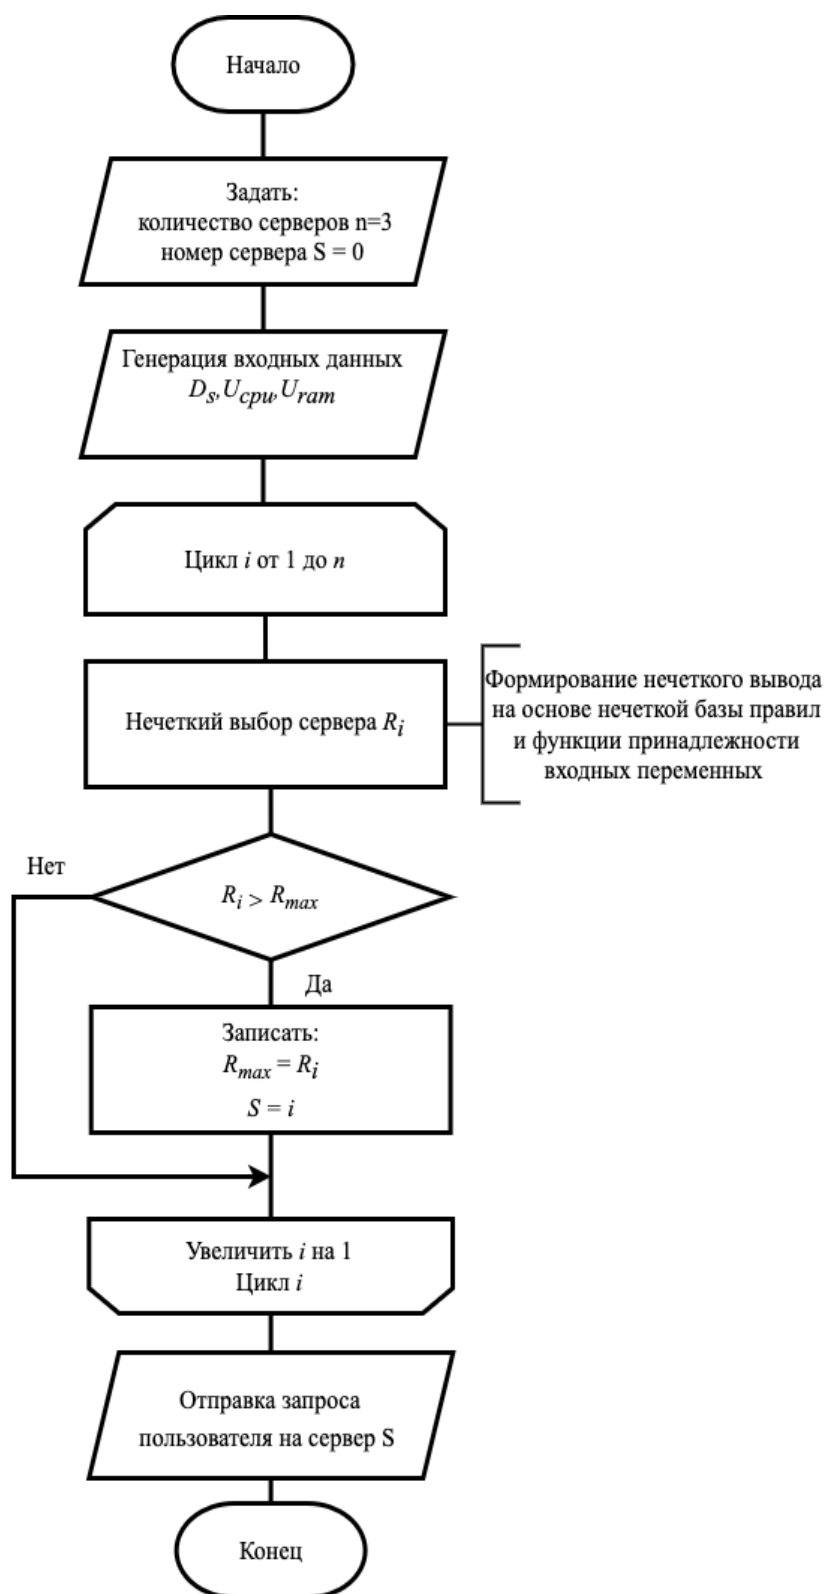 Начало
Задать:
количество серверов n=3
номер сервера S = 0
Генерация входных данных
Ds,Ucpu,Uram
Цикл i от 1 до n
Нечеткий выбор сервера Ri
Формирование нечеткого вывода
на основе нечеткой базы правил
и функции принадлежности
входных переменных
Нет
Ri > Rmax
Да
Записать:
Rmax = Ri
S = i
Увеличить i на 1
Цикл i
Отправка запроса
пользователя на сервер S
Конец